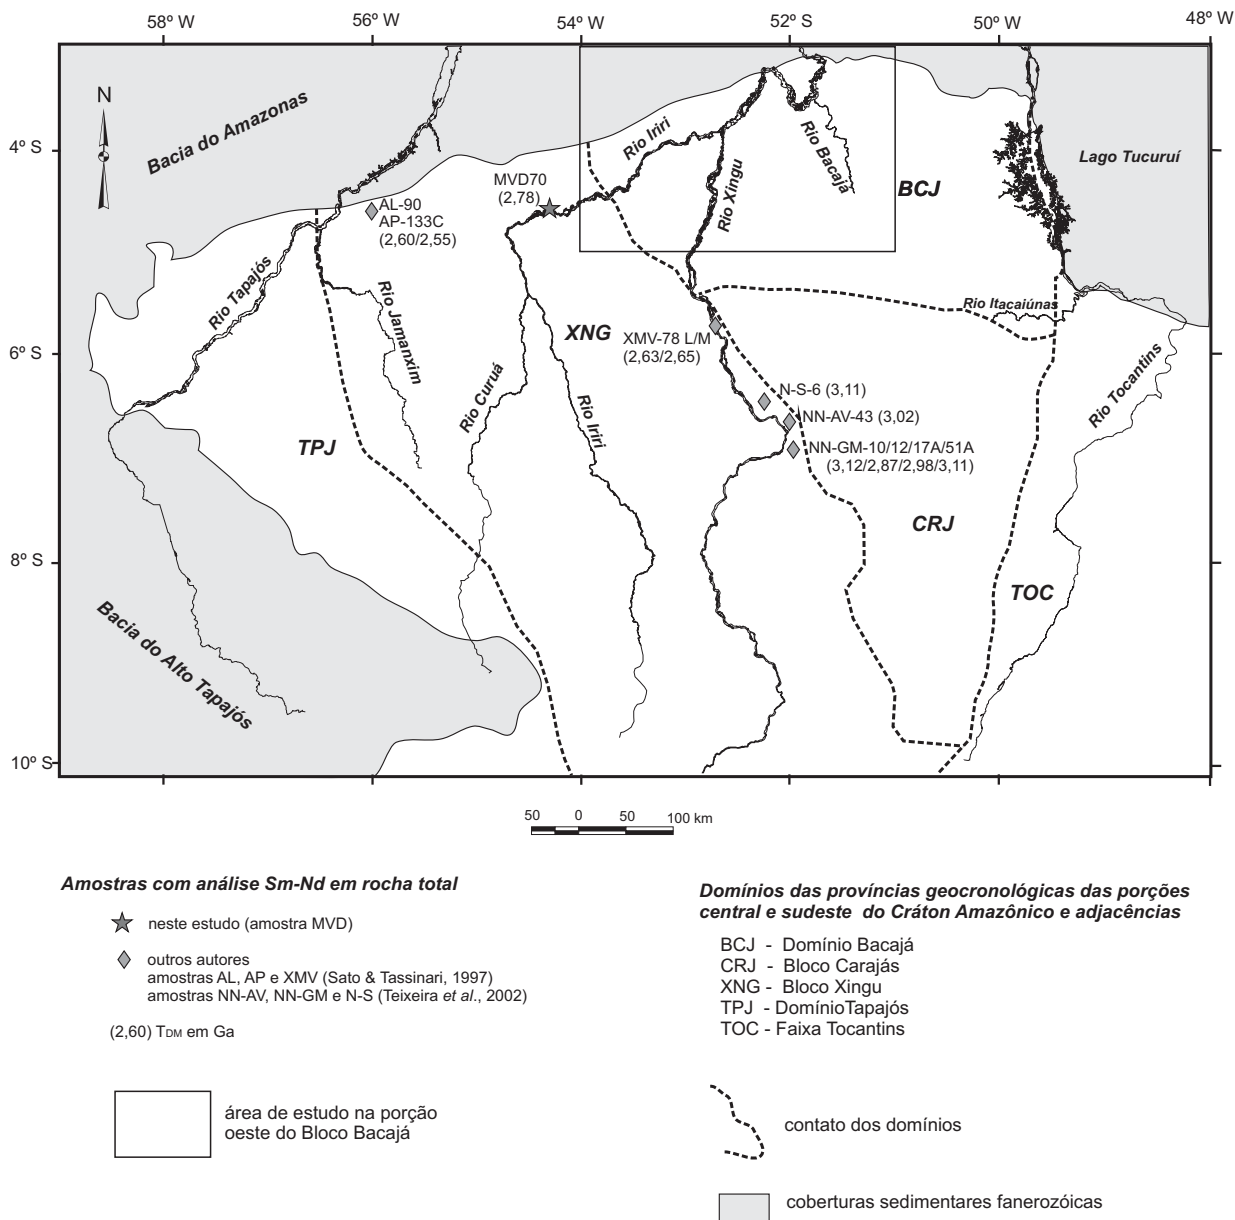 58º W
56º W
54º W
52º S
50º W
48º W
N
Bacia do Amazonas
4º S
Rio Iriri
Rio Bacajá
Lago Tucuruí
MVD70
(2,78)
BCJ
AL-90
AP-133C
(2,60/2,55)
Rio Xingu
Rio Tapajós
Rio Jamanxim
Rio Itacaiúnas
XNG
XMV-78 L/M
(2,63/2,65)
6º S
Rio Curuá
Rio Iriri
N-S-6 (3,11)
NN-AV-43 (3,02)
NN-GM-10/12/17A/51A
(3,12/2,87/2,98/3,11)
Rio Tocantins
TPJ
CRJ
8º S
TOC
Bacia do Alto Tapajós
10º S
50 0 50 100 km
Amostras com análise Sm-Nd em rocha total
neste estudo (amostra MVD)
outros autores
amostras AL, AP e XMV (Sato & Tassinari, 1997)
amostras NN-AV, NN-GM e N-S (Teixeira et al., 2002)
(2,60) TDM em Ga
área de estudo na porção
oeste do Bloco Bacajá
Domínios das províncias geocronológicas das porções
central e sudeste do Cráton Amazônico e adjacências
BCJ - Domínio Bacajá
CRJ - Bloco Carajás
XNG - Bloco Xingu
TPJ - DomínioTapajós
TOC - Faixa Tocantins
contato dos domínios
coberturas sedimentares fanerozóicas